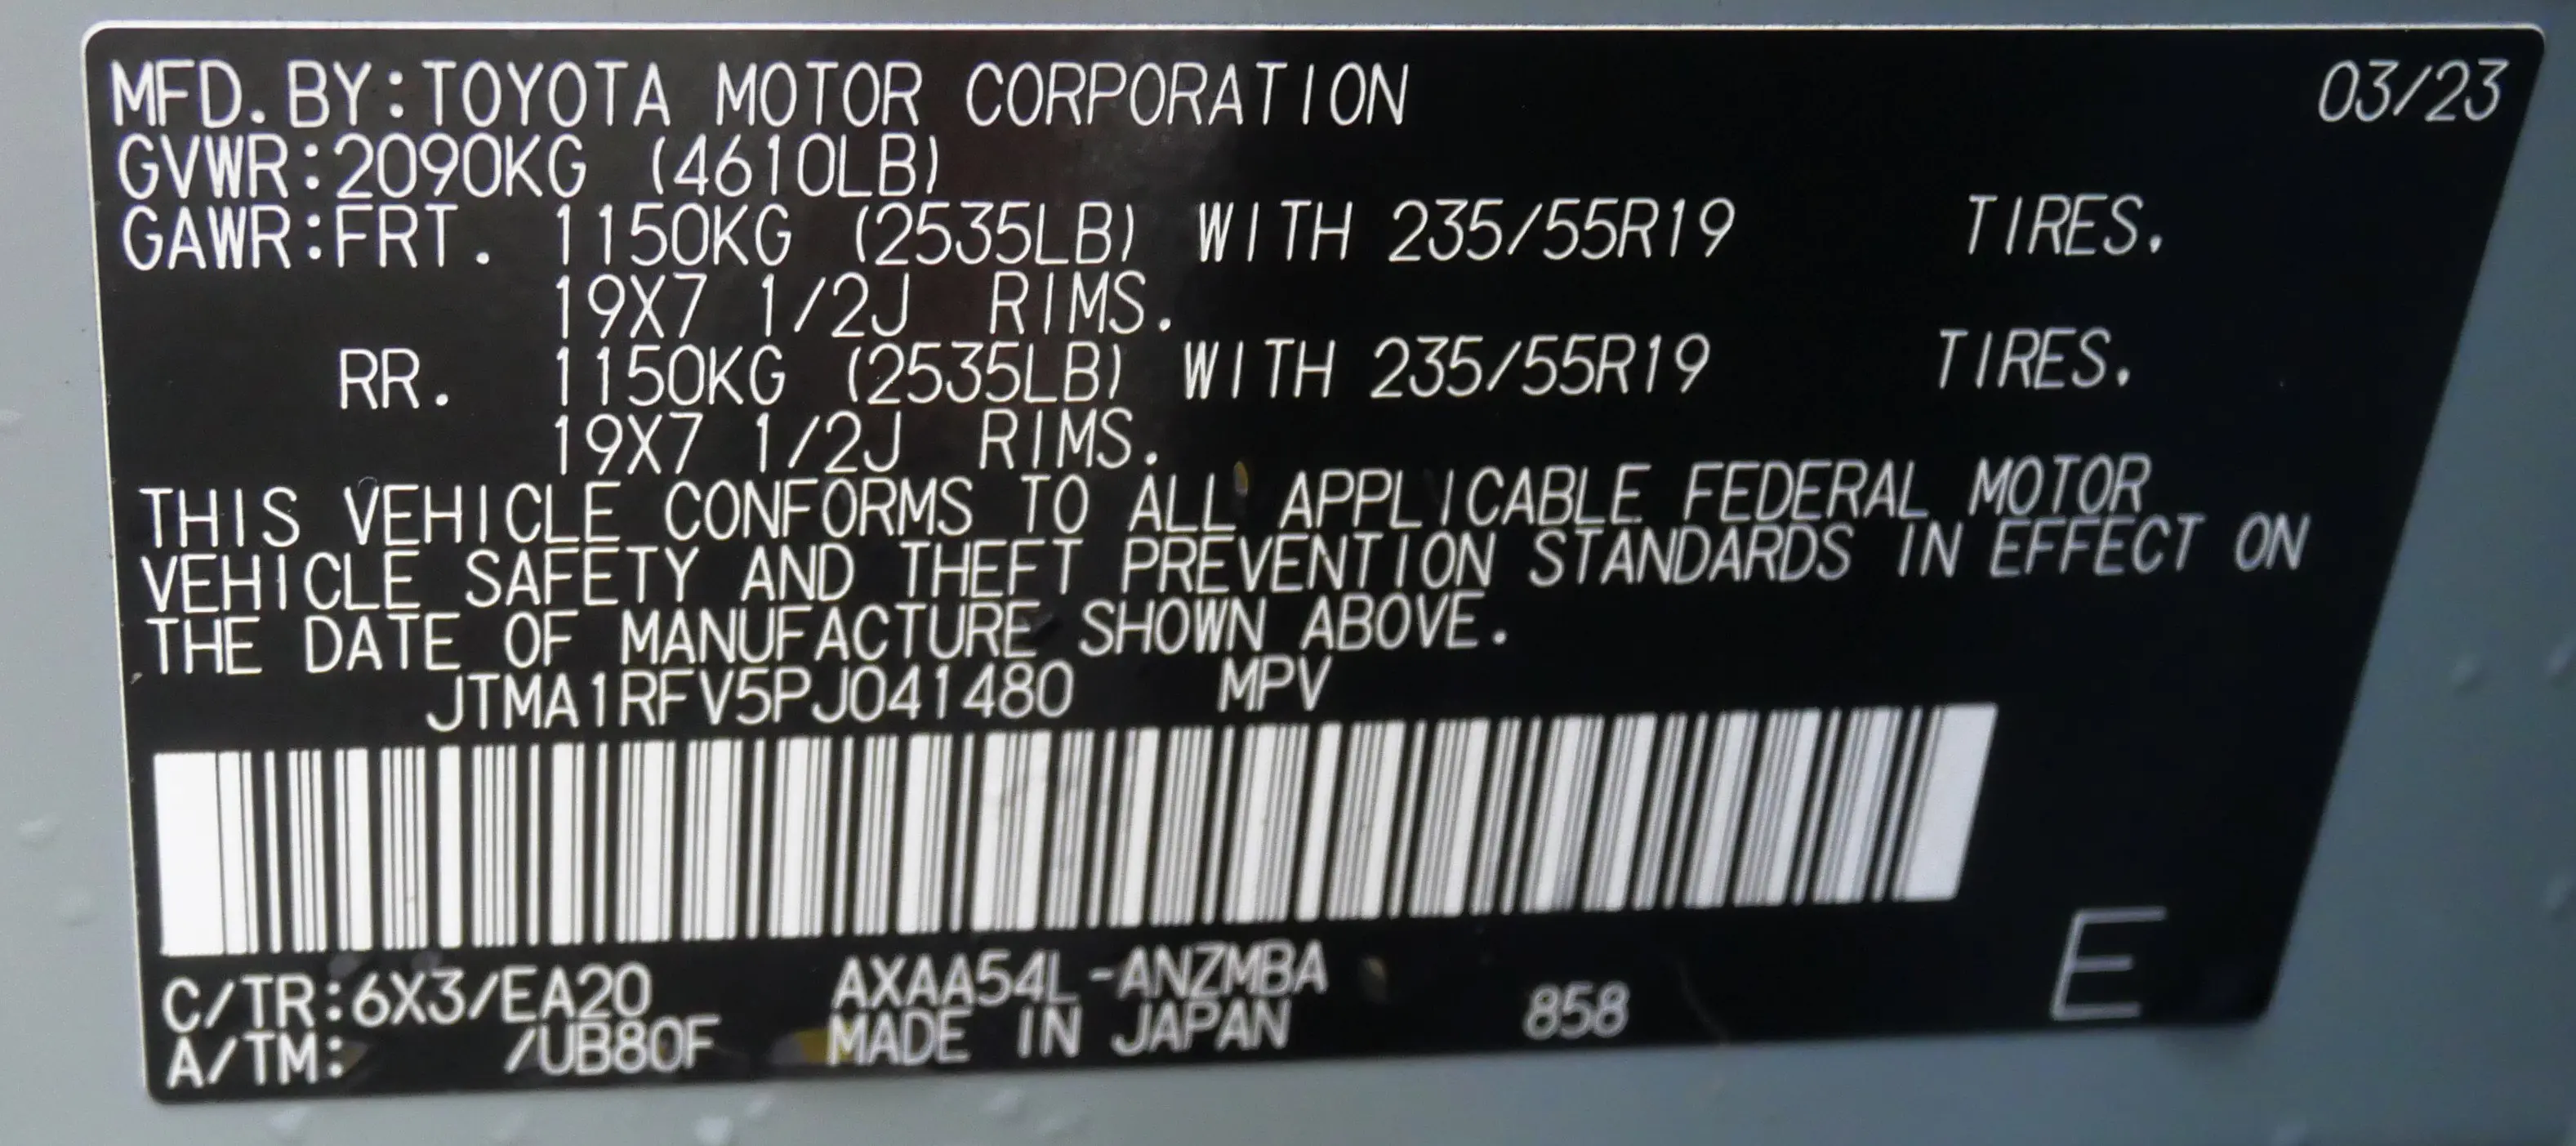 MFD.BY:TOYOTA MOTOR CORPORATION 03/23
GVWR:2090KG (4610LB)
GAWR:FRT. 1150KG (2535LB) WITH 235/55R19 TIRES.
19X7 1/2J RIMS.
RR. 1150KG (2535LB) WITH 235/55R19 TIRES.
19X7 1/2J RIMS.
THIS VEHICLE CONFORMS TO ALL APPLICABLE FEDERAL MOTOR
VEHICLE SAFETY AND THEFT PREVENTION STANDARDS IN EFFECT ON
THE DATE OF MANUFACTURE SHOWN ABOVE.
JTMA1RFV5PJ041480 MPV
C/TR:6X3/EA20 AXAA54L-ANZMBA
A/TM: /UB80F MADE IN JAPAN 858 E